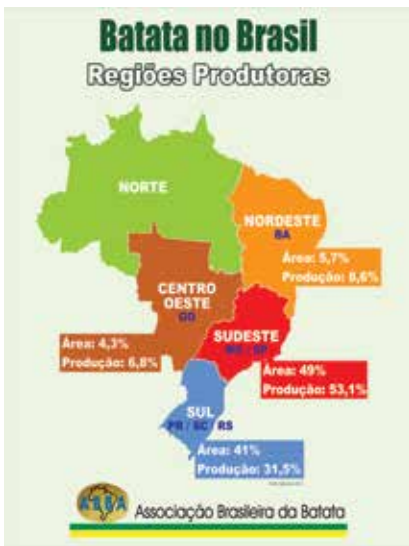 Batata no Brasil
Regiões Produtoras
NORTE
NORDESTE
BA
Área: 5,7%
Produção: 8,6%
CENTRO
OESTE
GO
Área: 4,3%
Produção: 6,8%
SUDESTE
MG / SP
Área: 49%
Produção: 53,1%
SUL
PR / SC / RS
Área: 41%
Produção: 31,5%
ABBA
Associação Brasileira da Batata